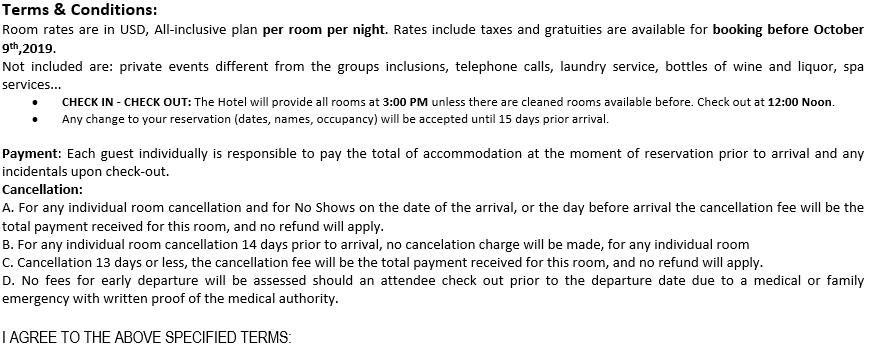 Terms & Conditions:
Room rates are in USD, All-inclusive plan per room per night. Rates include taxes and gratuities are available for booking before October
9th,2019.
Not included are: private events different from the groups inclusions, telephone calls, laundry service, bottles of wine and liquor, spa
services...
• CHECK IN - CHECK OUT: The Hotel will provide all rooms at 3:00 PM unless there are cleaned rooms available before. Check out at 12:00 Noon.
• Any change to your reservation (dates, names, occupancy) will be accepted until 15 days prior arrival.
Payment: Each guest individually is responsible to pay the total of accommodation at the moment of reservation prior to arrival and any
incidentals upon check-out.
Cancellation:
A. For any individual room cancellation and for No Shows on the date of the arrival, or the day before arrival the cancellation fee will be the
total payment received for this room, and no refund will apply.
B. For any individual room cancellation 14 days prior to arrival, no cancelation charge will be made, for any individual room
C. Cancellation 13 days or less, the cancellation fee will be the total payment received for this room, and no refund will apply.
D. No fees for early departure will be assessed should an attendee check out prior to the departure date due to a medical or family
emergency with written proof of the medical authority.
I AGREE TO THE ABOVE SPECIFIED TERMS: